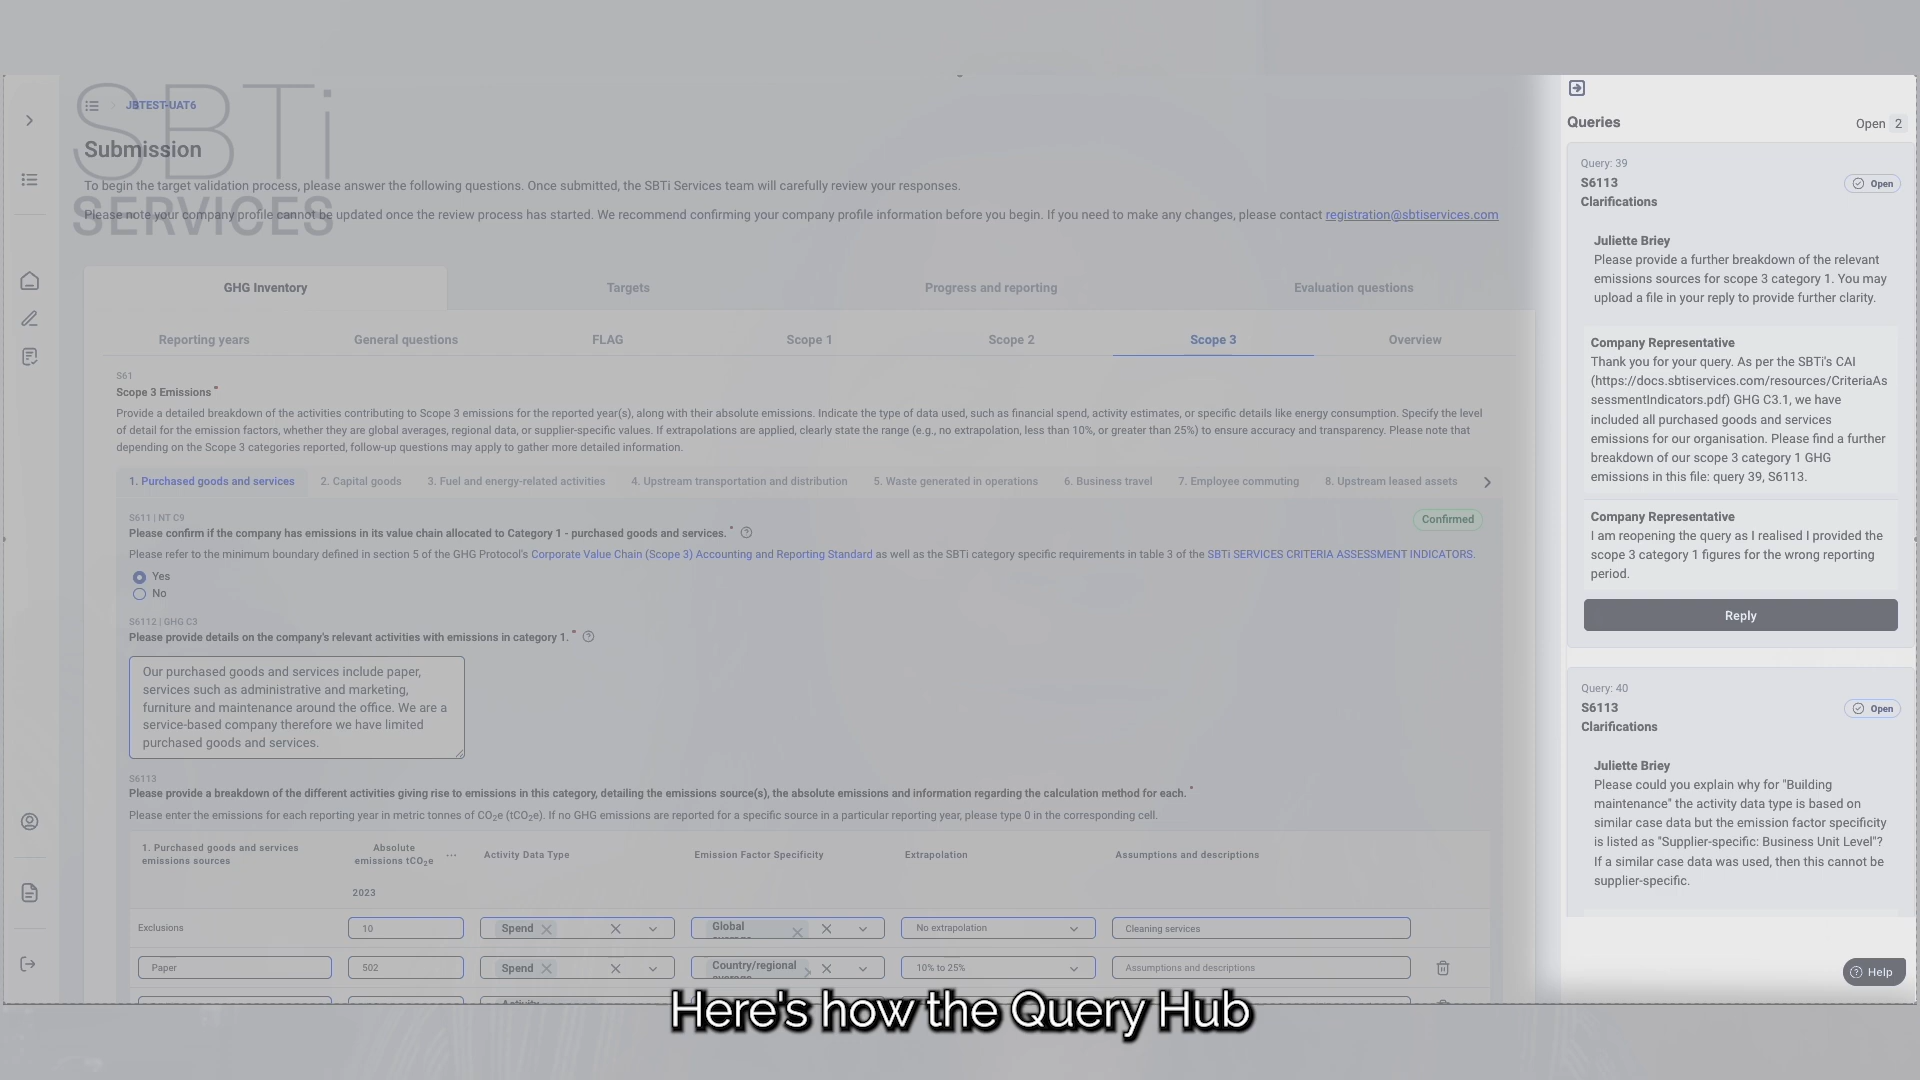 SBTi
SERVICES
JBTEST-UAT6
Submission
To begin the target validation process, please answer the following questions. Once submitted, the SBTi Services team will carefully review your responses.
Please note your company profile cannot be updated once the review process has started. We recommend confirming your company profile information before you begin. If you need to make any changes, please contact registration@sbtiservices.com
GHG Inventory
Targets
Progress and reporting
Evaluation questions
Reporting years
General questions
FLAG
Scope 1
Scope 2
Scope 3
Overview
S61
Scope 3 Emissions *
Provide a detailed breakdown of the activities contributing to Scope 3 emissions for the reported year(s), along with their absolute emissions. Indicate the type of data used, such as financial spend, activity estimates, or specific details like energy consumption. Specify the level
of detail for the emission factors, whether they are global averages, regional data, or supplier-specific values. If extrapolations are applied, clearly state the range (e.g., no extrapolation, less than 10%, or greater than 25%) to ensure accuracy and transparency. Please note that
depending on the Scope 3 categories reported, follow-up questions may apply to gather more detailed information.
1. Purchased goods and services
2. Capital goods
3. Fuel and energy-related activities
4. Upstream transportation and distribution
5. Waste generated in operations
6. Business travel
7. Employee commuting
8. Upstream leased assets
S611 | NT C9
Confirmed
Please confirm if the company has emissions in its value chain allocated to Category 1 - purchased goods and services. *
Please refer to the minimum boundary defined in section 5 of the GHG Protocol's Corporate Value Chain (Scope 3) Accounting and Reporting Standard as well as the SBTi category specific requirements in table 3 of the SBTi SERVICES CRITERIA ASSESSMENT INDICATORS.
Yes
No
S6112 | GHG C3
Please provide details on the company's relevant activities with emissions in category 1. *
Our purchased goods and services include paper,
services such as administrative and marketing,
furniture and maintenance around the office. We are a
service-based company therefore we have limited
purchased goods and services.
S6113
Please provide a breakdown of the different activities giving rise to emissions in this category, detailing the emissions source(s), the absolute emissions and information regarding the calculation method for each. *
Please enter the emissions for each reporting year in metric tonnes of CO2e (tCO2e). If no GHG emissions are reported for a specific source in a particular reporting year, please type 0 in the corresponding cell.
1. Purchased goods and services
emissions sources
Absolute
emissions tCO2e
...
Activity Data Type
Emission Factor Specificity
Extrapolation
Assumptions and descriptions
2023
Exclusions
10
Spend
Global
No extrapolation
Cleaning services
Paper
502
Spend
Country/regional
10% to 25%
Assumptions and descriptions
Queries
Open 2
Query: 39
S6113
Open
Clarifications
Juliette Briey
Please provide a further breakdown of the relevant
emissions sources for scope 3 category 1. You may
upload a file in your reply to provide further clarity.
Company Representative
Thank you for your query. As per the SBTi's CAI
(https://docs.sbtiservices.com/resources/CriteriaAs
sessmentIndicators.pdf) GHG C3.1, we have
included all purchased goods and services
emissions for our organisation. Please find a further
breakdown of our scope 3 category 1 GHG
emissions in this file: query 39, S6113.
Company Representative
I am reopening the query as I realised I provided the
scope 3 category 1 figures for the wrong reporting
period.
Reply
Query: 40
S6113
Open
Clarifications
Juliette Briey
Please could you explain why for "Building
maintenance" the activity data type is based on
similar case data but the emission factor specificity
is listed as "Supplier-specific: Business Unit Level"?
If a similar case data was used, then this cannot be
supplier-specific.
Help
Here's how the Query Hub